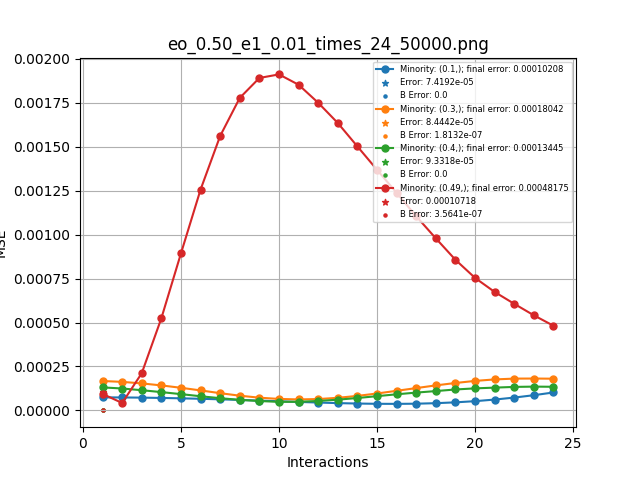 eo_0.50_e1_0.01_times_24_50000.png
0.00200
0.00175
0.00150
0.00125
0.00100
0.00075
0.00050
0.00025
0.00000
MSE
Minority: (0.1,); final error: 0.00010208
Error: 7.4192e-05
B Error: 0.0
Minority: (0.3,); final error: 0.00018042
Error: 8.4442e-05
B Error: 1.8132e-07
Minority: (0.4,); final error: 0.00013445
Error: 9.3318e-05
B Error: 0.0
Minority: (0.49,); final error: 0.00048175
Error: 0.00010718
B Error: 3.5641e-07
0 5 10 15 20 25
Interactions